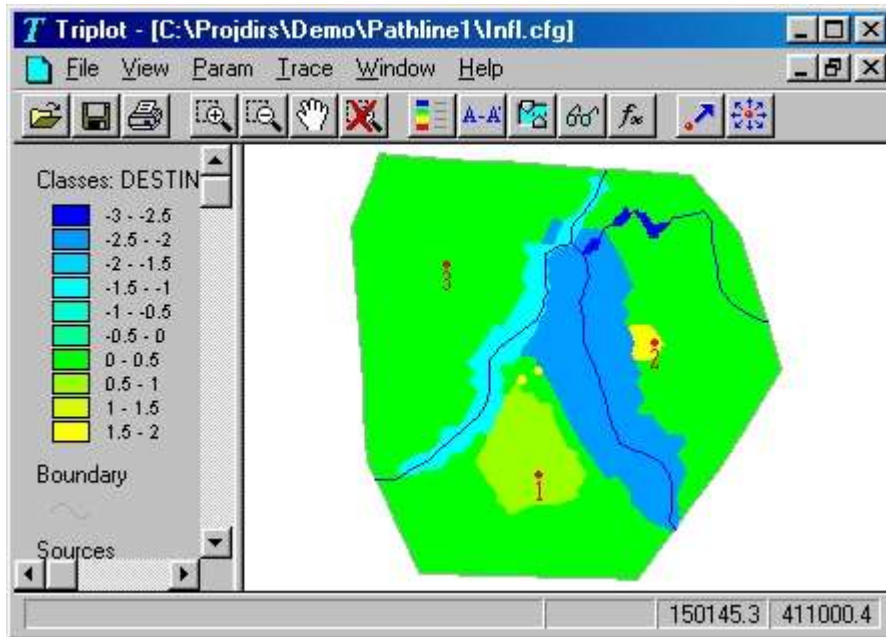 Triplot - [C:\Projdirs\Demo\Pathline1\Infl.cfg]
File View Param Trace Window Help
A-A'
Classes: DESTIN
-3 - -2.5
-2.5 - -2
-2 - -1.5
-1.5 - -1
-1 - -0.5
-0.5 - 0
0 - 0.5
0.5 - 1
1 - 1.5
1.5 - 2
Boundary
Sources
3
2
1
150145.3 411000.4